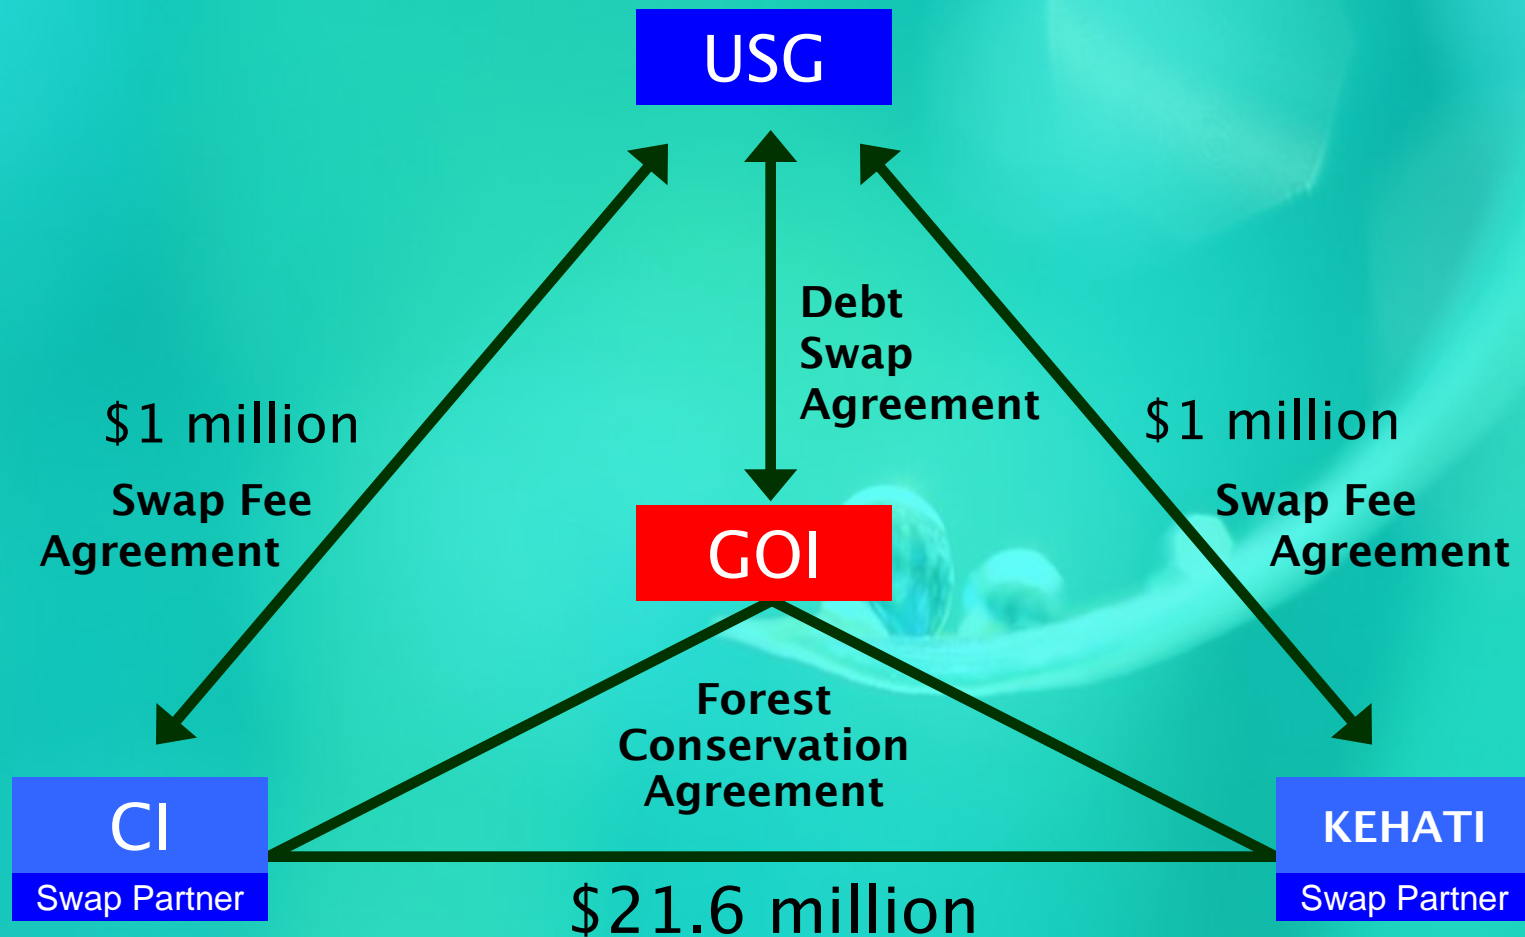 USG
Debt
Swap
Agreement
$1 million
Swap Fee
Agreement
$1 million
Swap Fee
Agreement
GOI
Forest
Conservation
Agreement
CI
Swap Partner
KEHATI
Swap Partner
$21.6 million